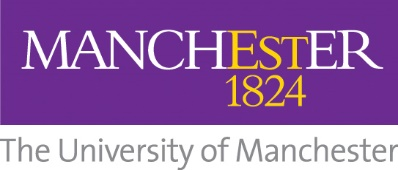 MANCHESTER
1824
The University of Manchester